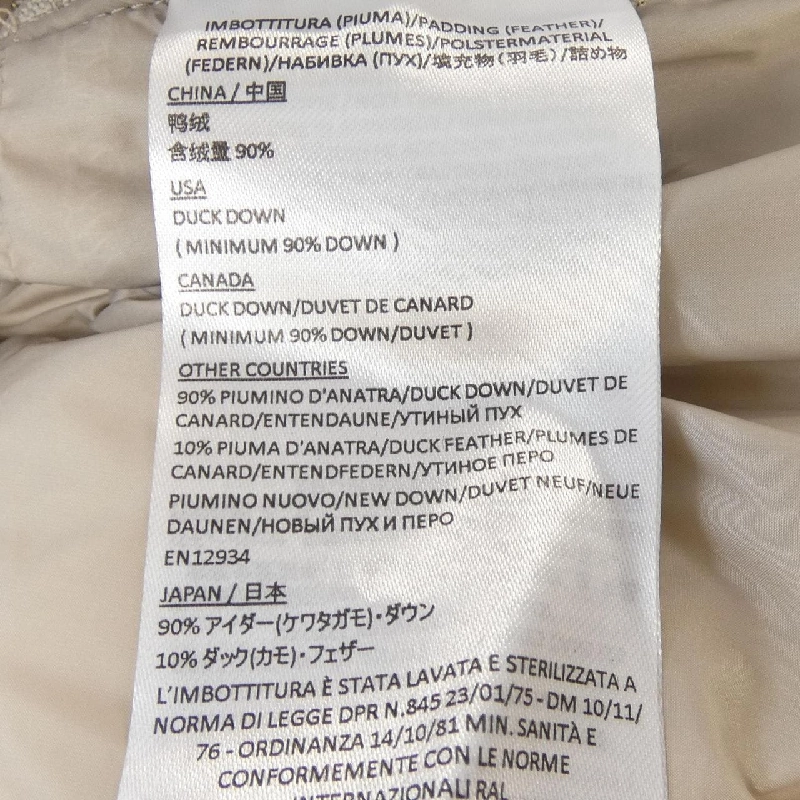 IMBOTTITURA (PIUMA)/PADDING (FEATHER)/
REMBOURRAGE (PLUMES)/POLSTERMATERIAL
(FEDERN)/НАБИВКА (ПУХ)/填充物(羽毛)/詰め物
CHINA / 中国
鸭绒
含绒量 90%
USA
DUCK DOWN
( MINIMUM 90% DOWN )
CANADA
DUCK DOWN/DUVET DE CANARD
( MINIMUM 90% DOWN/DUVET )
OTHER COUNTRIES
90% PIUMINO D'ANATRA/DUCK DOWN/DUVET DE
CANARD/ENTENDAUNE/УТИНЫЙ ПУХ
10% PIUMA D'ANATRA/DUCK FEATHER/PLUMES DE
CANARD/ENTENDFEDERN/УТИНОЕ ПЕРО
PIUMINO NUOVO/NEW DOWN/DUVET NEUF/NEUE
DAUNEN/НОВЫЙ ПУХ И ПЕРО
EN12934
JAPAN / 日本
90% アイダー(ケワタガモ)・ダウン
10% ダック(カモ)・フェザー
L'IMBOTTITURA È STATA LAVATA E STERILIZZATA A
NORMA DI LEGGE DPR N.845 23/01/75-DM 10/11/
76 - ORDINANZA 14/10/81 MIN. SANITÀ E
CONFORMEMENTE CON LE NORME
INTERNAZIONALI RAL